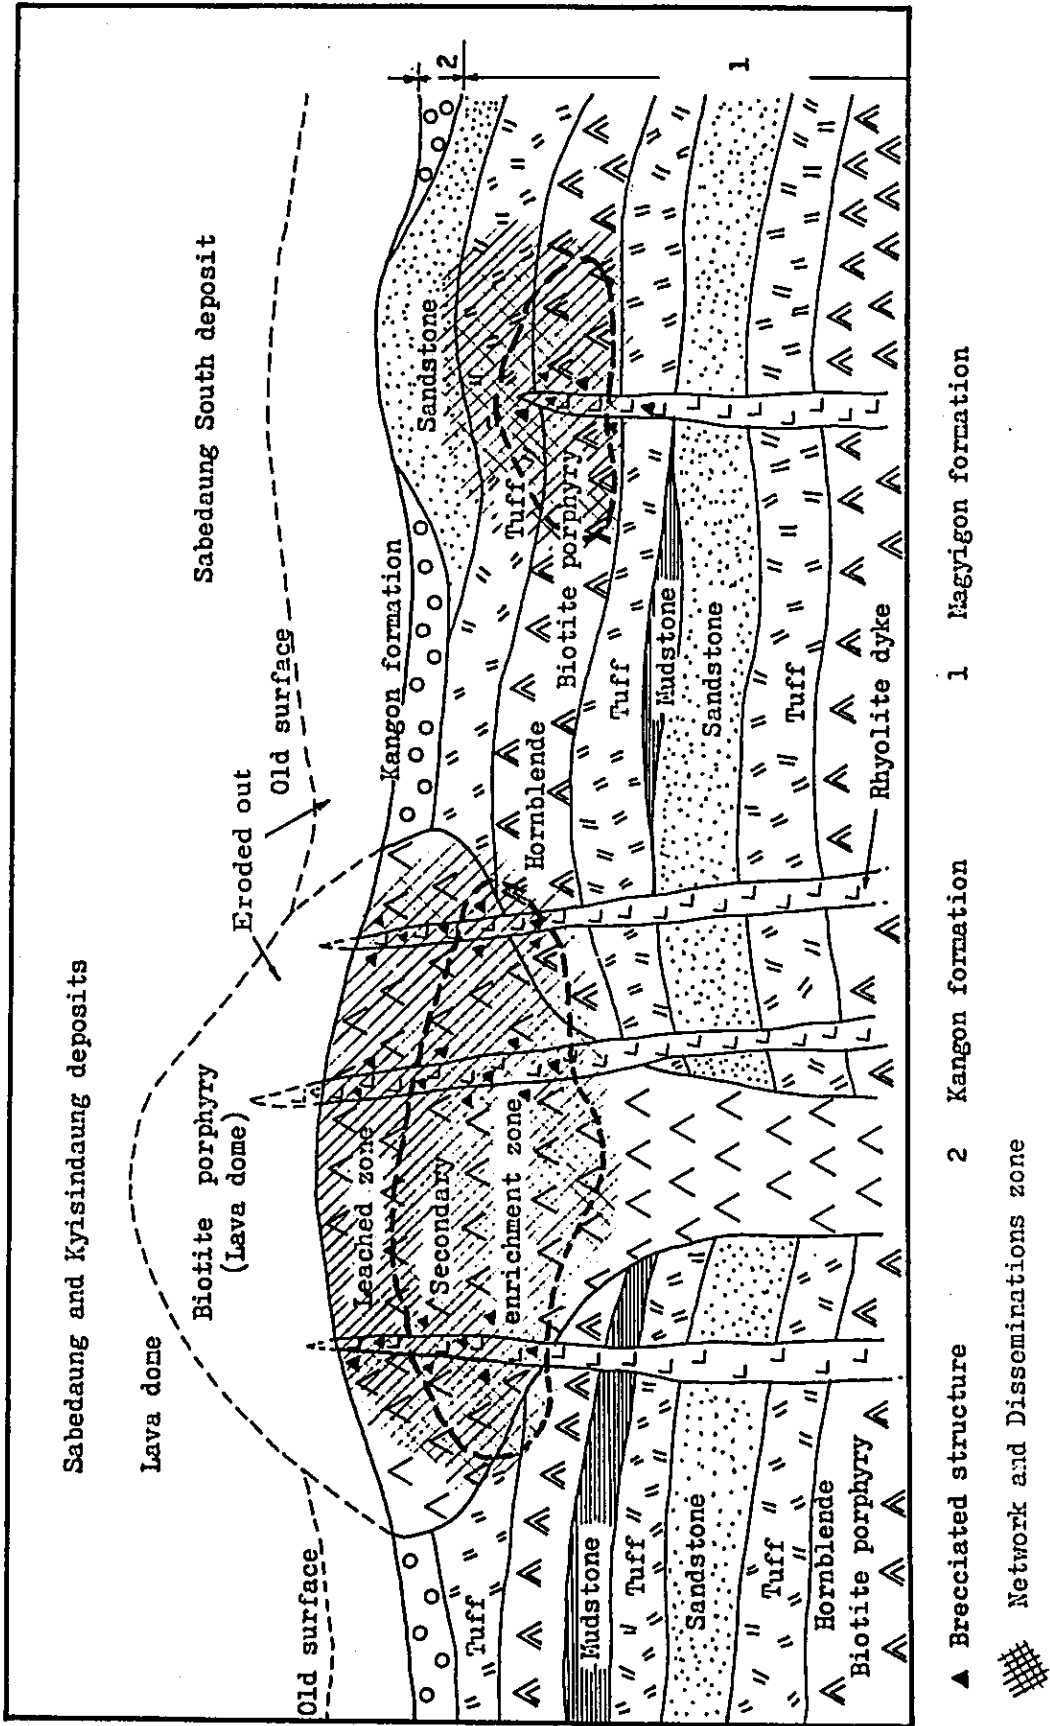 Sabedaung and Kyisindaung deposits
Sabedaung South deposit
Lava dome
Biotite porphyry
(Lava dome)
Eroded out
Old surface
Old surface
Kangon formation
Leached zone
Secondary
enrichment zone
Sandstone
Tuff
Hornblende
Biotite porphyry
Tuff
Mudstone
Sandstone
Tuff
Tuff
Mudstone
Tuff
Sandstone
Tuff
Hornblende
Biotite porphyry
2
1
Rhyolite dyke
▲ Brecciated structure
2 Kangon formation
1 Magyigon formation
Network and Dissominations zone